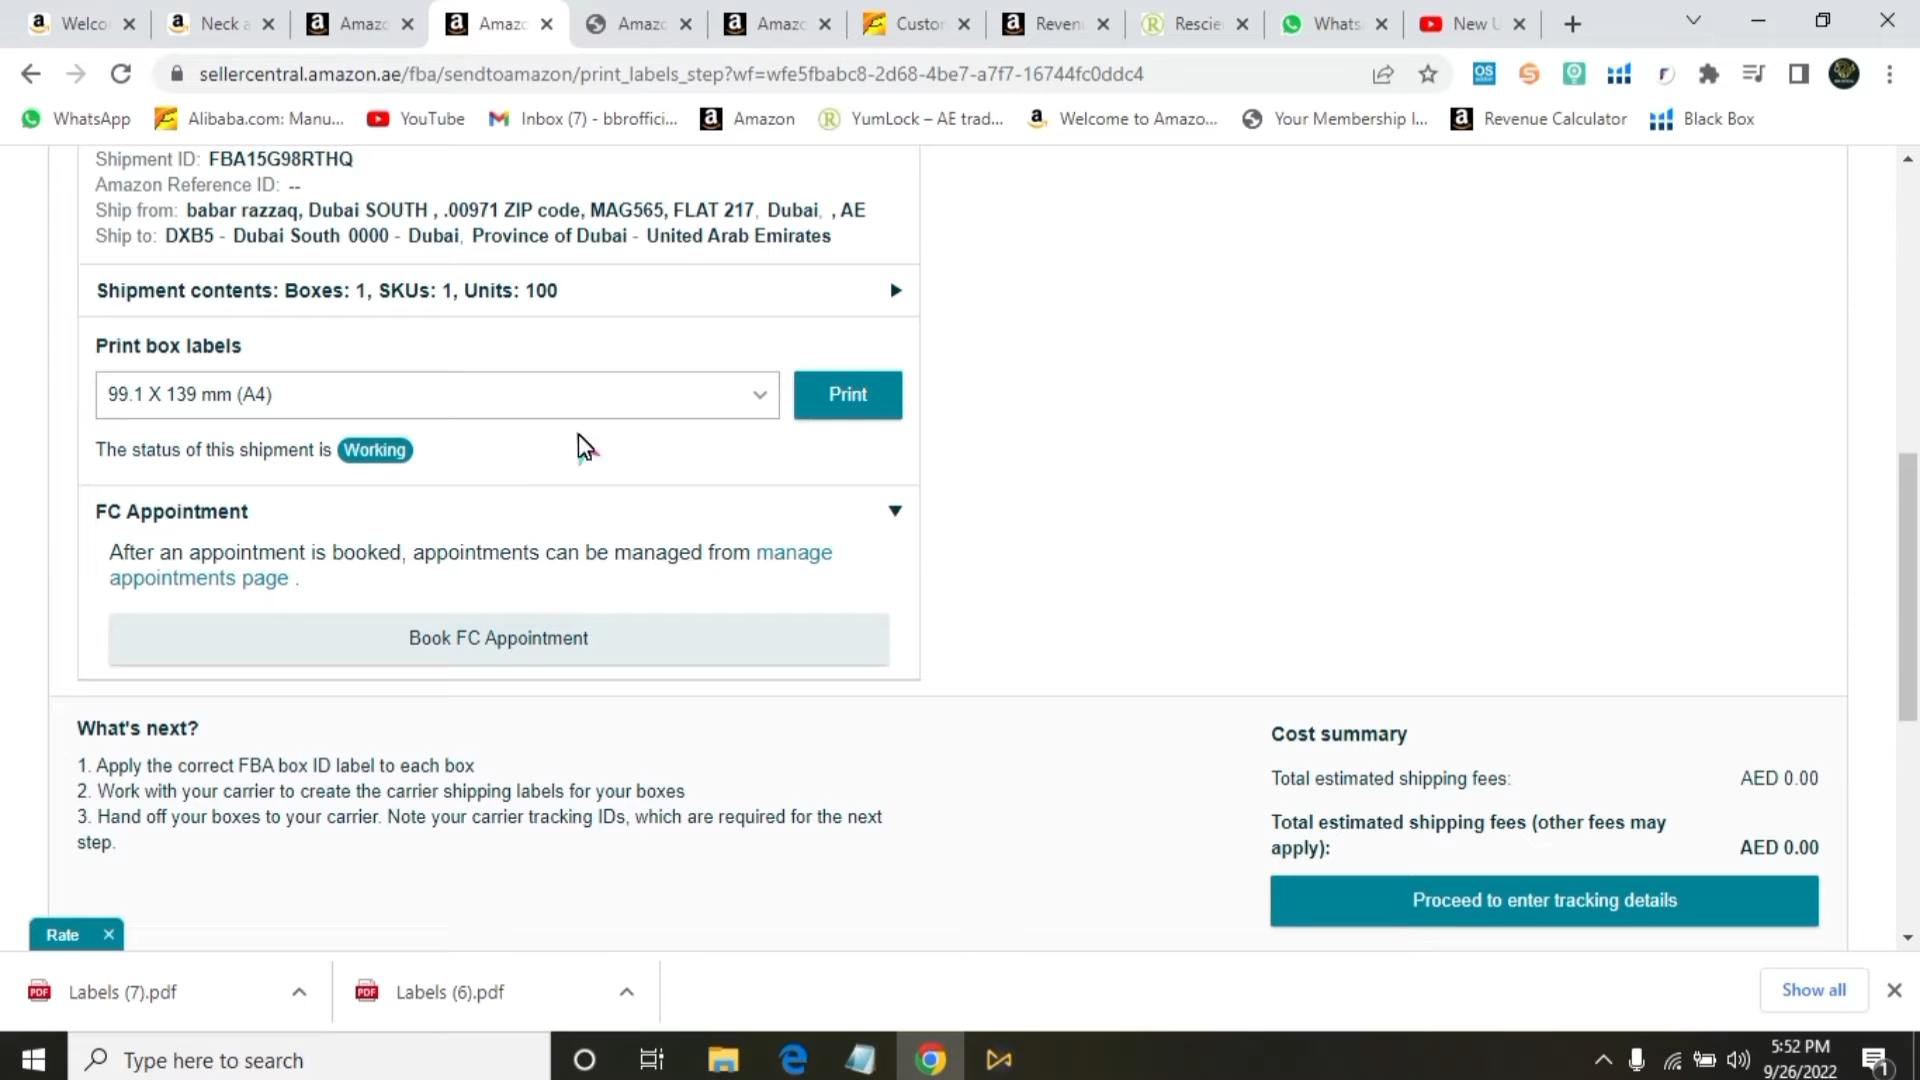 Welco
Neck a
Amazo
Amazo
Amazo
Amazo
Custor
Reven
Rescie
Whats
New U
sellercentral.amazon.ae/fba/sendtoamazon/print_labels_step?wf=wfe5fbabc8-2d68-4be7-a7f7-16744fc0ddc4
WhatsApp
Alibaba.com: Manu...
YouTube
Inbox (7) - bbroffici...
Amazon
YumLock – AE trad...
Welcome to Amazo...
Your Membership I...
Revenue Calculator
Black Box
Shipment ID: FBA15G98RTHQ
Amazon Reference ID: --
Ship from: babar razzaq, Dubai SOUTH , .00971 ZIP code, MAG565, FLAT 217, Dubai, , AE
Ship to: DXB5 - Dubai South 0000 - Dubai, Province of Dubai - United Arab Emirates
Shipment contents: Boxes: 1, SKUs: 1, Units: 100
Print box labels
99.1 X 139 mm (A4)
Print
The status of this shipment is Working
FC Appointment
After an appointment is booked, appointments can be managed from manage
appointments page .
Book FC Appointment
What's next?
1. Apply the correct FBA box ID label to each box
2. Work with your carrier to create the carrier shipping labels for your boxes
3. Hand off your boxes to your carrier. Note your carrier tracking IDs, which are required for the next
step.
Cost summary
Total estimated shipping fees: AED 0.00
Total estimated shipping fees (other fees may
apply): AED 0.00
Proceed to enter tracking details
Rate
Labels (7).pdf
Labels (6).pdf
Show all
Type here to search
5:52 PM
9/26/2022
1